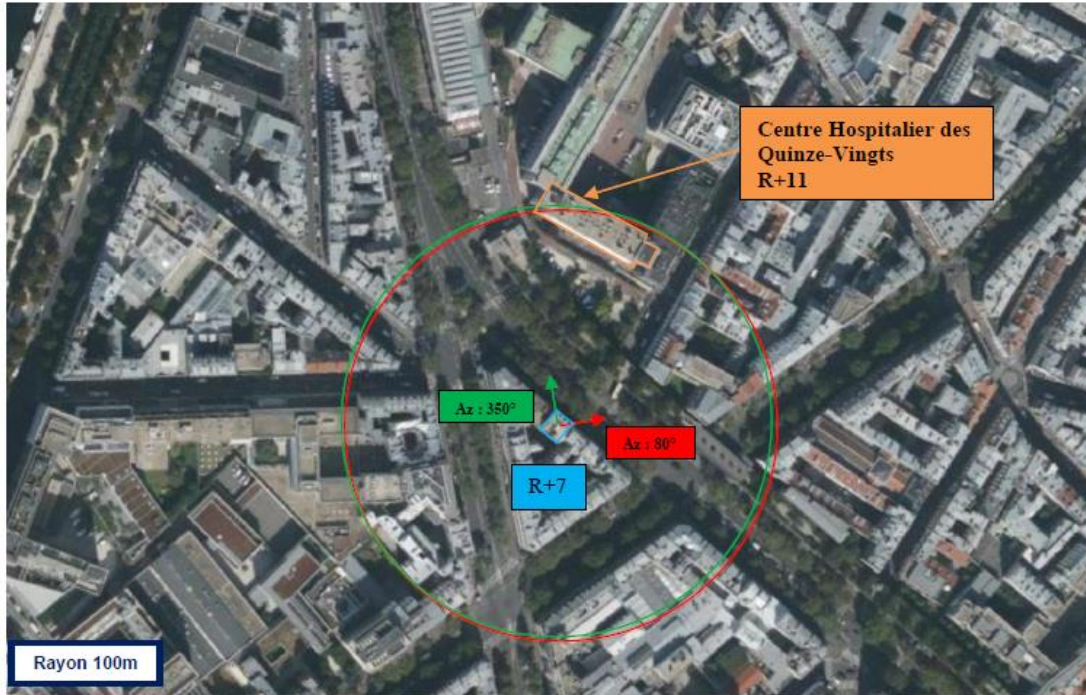 Centre Hospitalier des
Quinze-Vingts
R+11
Az : 350°
Az : 80°
R+7
Rayon 100m